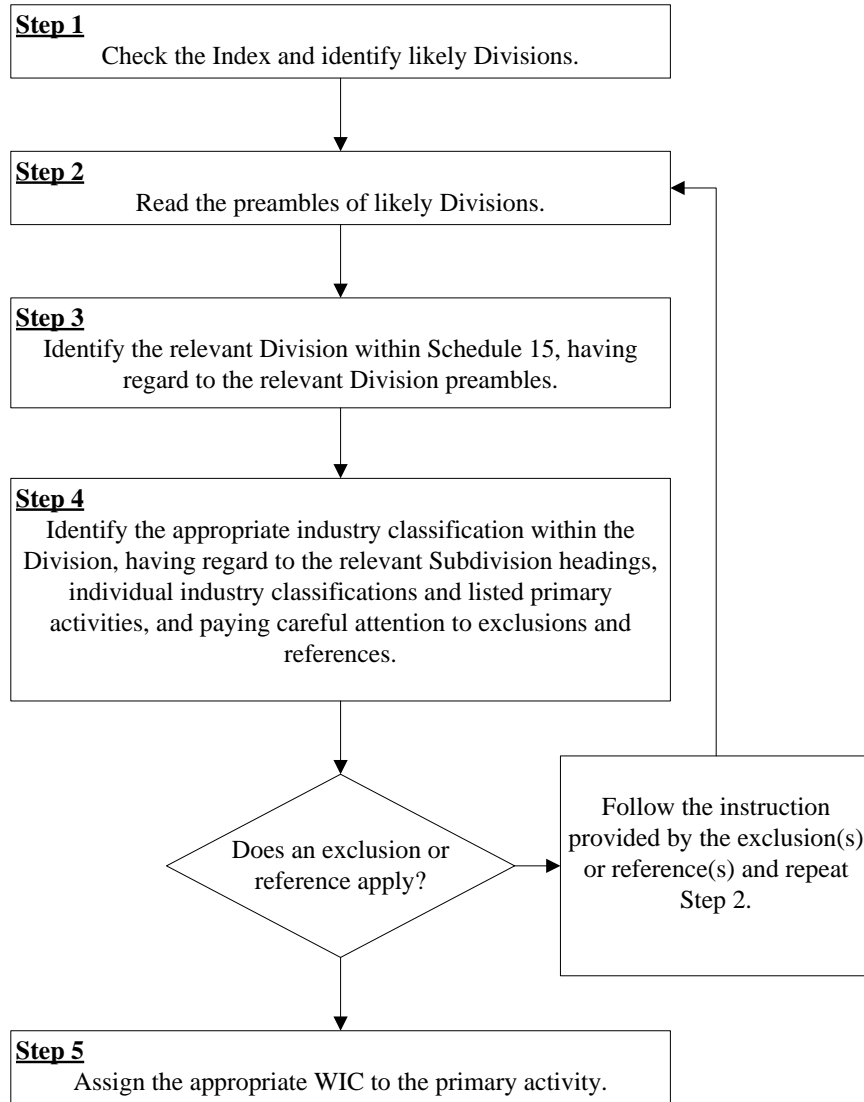 Step 1
Check the Index and identify likely Divisions.
Step 2
Read the preambles of likely Divisions.
Step 3
Identify the relevant Division within Schedule 15, having
regard to the relevant Division preambles.
Step 4
Identify the appropriate industry classification within the
Division, having regard to the relevant Subdivision headings,
individual industry classifications and listed primary
activities, and paying careful attention to exclusions and
references.
Does an exclusion or
reference apply?
Follow the instruction
provided by the exclusion(s)
or reference(s) and repeat
Step 2.
Step 5
Assign the appropriate WIC to the primary activity.